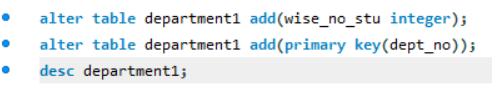 alter table department1 add(wise_no_stu integer);
alter table department1 add(primary key(dept_no));
desc department1;